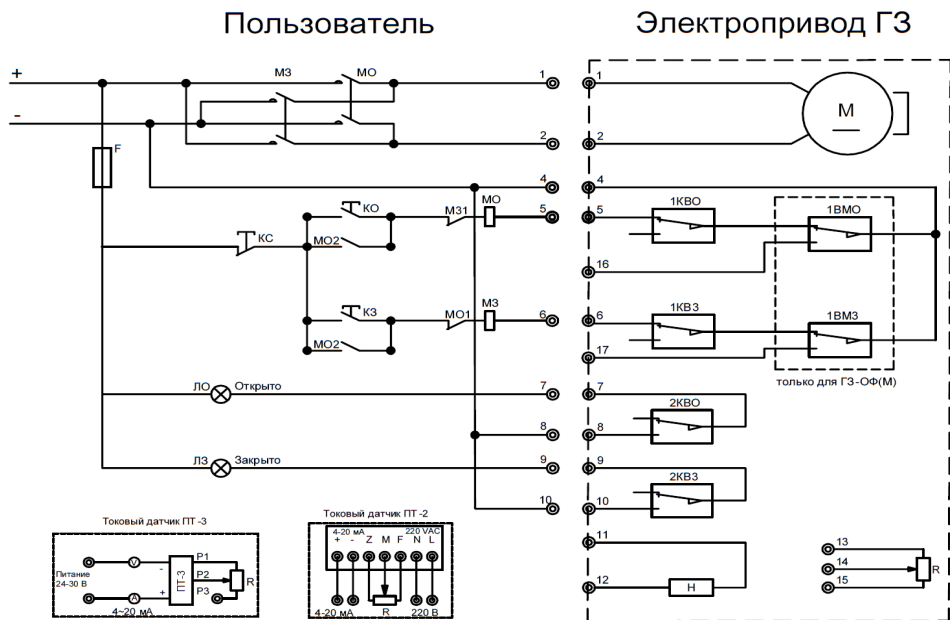 Пользователь
Электропривод ГЗ
+
МЗ
МО
1
1
М
-
2
2
F
4
4
КО
МЗ1
МО
5
5
1КВО
1ВМО
КС
МО2
16
КЗ
МО1
МЗ
6
6
1КВЗ
1ВМЗ
МО2
17
только для ГЗ-ОФ(М)
ЛО
Открыто
7
7
2КВО
8
8
ЛЗ
Закрыто
9
9
2КВЗ
10
10
Токовый датчик ПТ -3
Токовый датчик ПТ -2
4-20 мА
220 VAC
+ - Z M F N L
11
13
V
-
ПТ-3
P1
Питание
24-30 В
P2
R
14
R
12
Н
15
A
+
P3
4~20 мА
4-20 мА
R
220 В